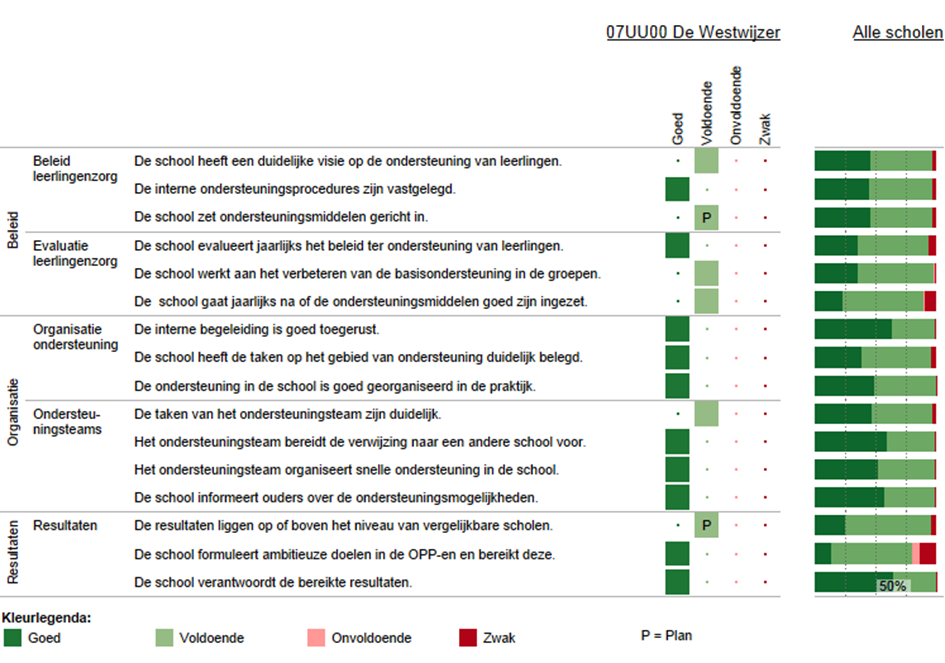 07UU00 De Westwijzer
Alle scholen
Goed
Voldoende
Onvoldoende
Zwak
Beleid
Beleid
leerlingenzorg
De school heeft een duidelijke visie op de ondersteuning van leerlingen.
De interne ondersteuningsprocedures zijn vastgelegd.
De school zet ondersteuningsmiddelen gericht in.
P
Evaluatie
leerlingenzorg
De school evalueert jaarlijks het beleid ter ondersteuning van leerlingen.
De school werkt aan het verbeteren van de basisondersteuning in de groepen.
De school gaat jaarlijks na of de ondersteuningsmiddelen goed zijn ingezet.
Organisatie
Organisatie
ondersteuning
De interne begeleiding is goed toegerust.
De school heeft de taken op het gebied van ondersteuning duidelijk belegd.
De ondersteuning in de school is goed georganiseerd in de praktijk.
Ondersteu-
ningsteams
De taken van het ondersteuningsteam zijn duidelijk.
Het ondersteuningsteam bereidt de verwijzing naar een andere school voor.
Het ondersteuningsteam organiseert snelle ondersteuning in de school.
De school informeert ouders over de ondersteuningsmogelijkheden.
Resultaten
Resultaten
De resultaten liggen op of boven het niveau van vergelijkbare scholen.
P
De school formuleert ambitieuze doelen in de OPP-en en bereikt deze.
De school verantwoordt de bereikte resultaten.
50%
Kleurlegenda:
Goed
Voldoende
Onvoldoende
Zwak
P = Plan